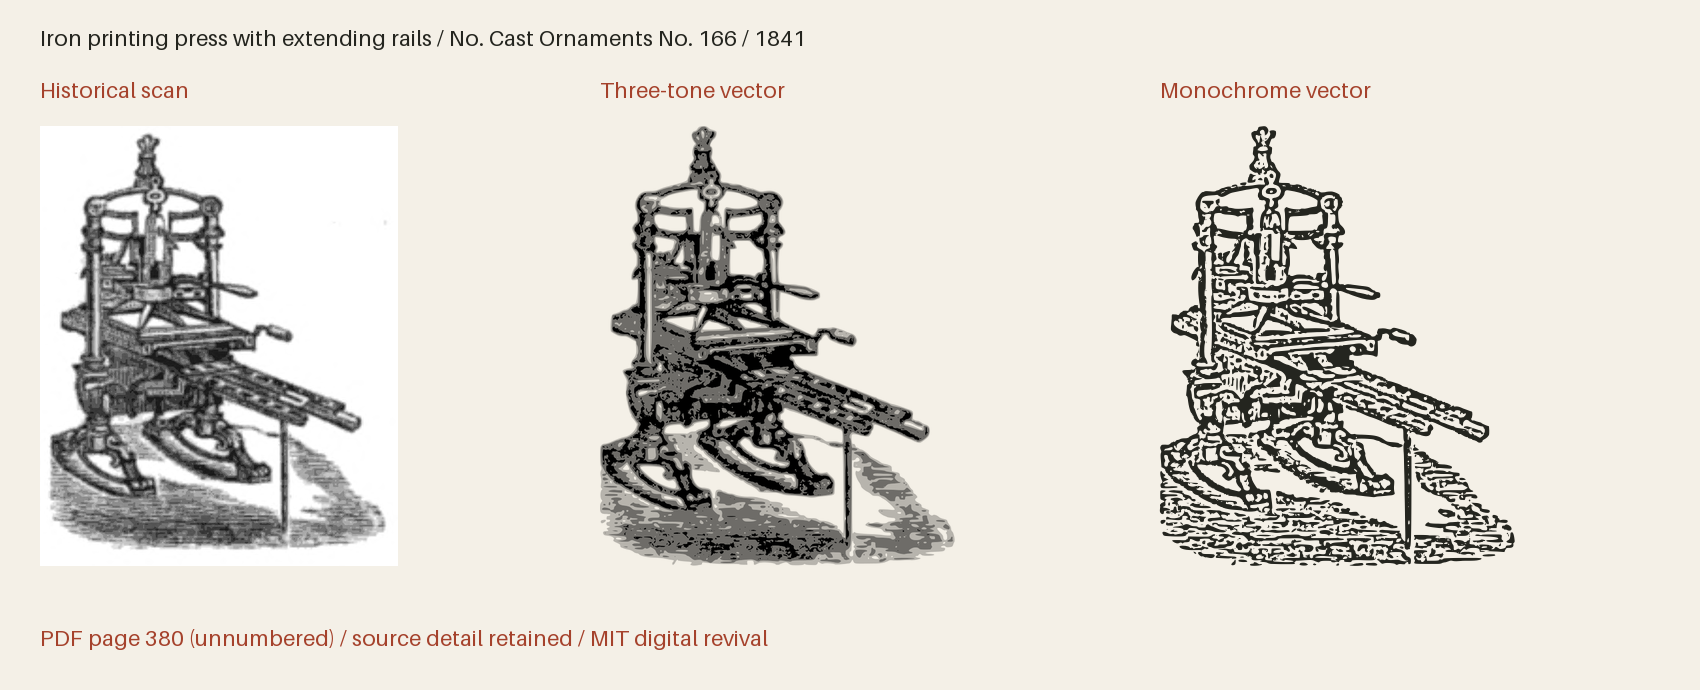 Iron printing press with extending rails / No. Cast Ornaments No. 166 / 1841
Historical scan
Three-tone vector
Monochrome vector
PDF page 380 (unnumbered) / source detail retained / MIT digital revival